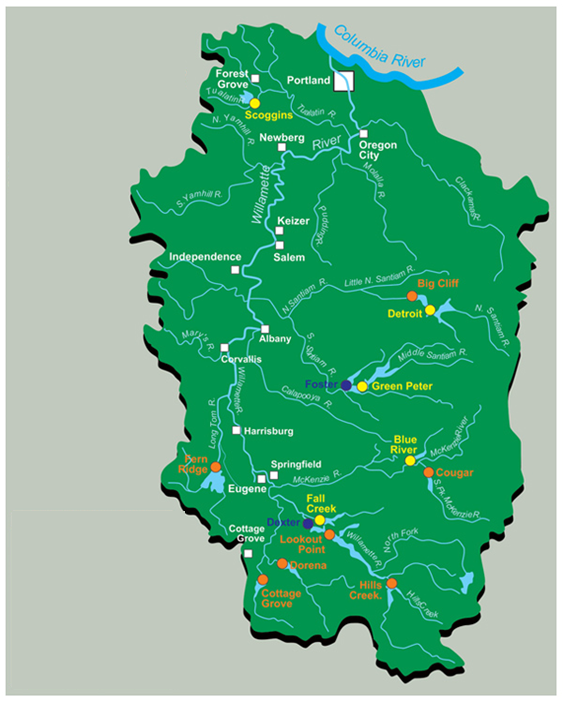 Columbia River
Portland
Forest
Grove
Tualatin
Scoggins
Tualatin R.
N. Yamhill R.
Newberg
River
Oregon
City
Molalla R.
Clackamas R.
Willamette
S. Yamhill R.
Pudding R.
Keizer
Salem
Independence
Little N. Santiam R.
Big Cliff
N. Santiam R.
Detroit
N. Santiam R.
Albany
S. Santiam R.
Mary's R.
Corvallis
Middle Santiam R.
Foster
Green Peter
Willamette R.
Calapooya R.
Long Tom R.
Harrisburg
McKenzie River
Blue
River
Fern
Ridge
Springfield
McKenzie R.
Cougar
Eugene
S. Fk. McKenzie R.
Fall
Creek
Dexter
Cottage
Grove
Lookout
Point
Willamette R.
North Fork
Dorena
Cottage
Grove
Hills
Creek.
Hills Creek